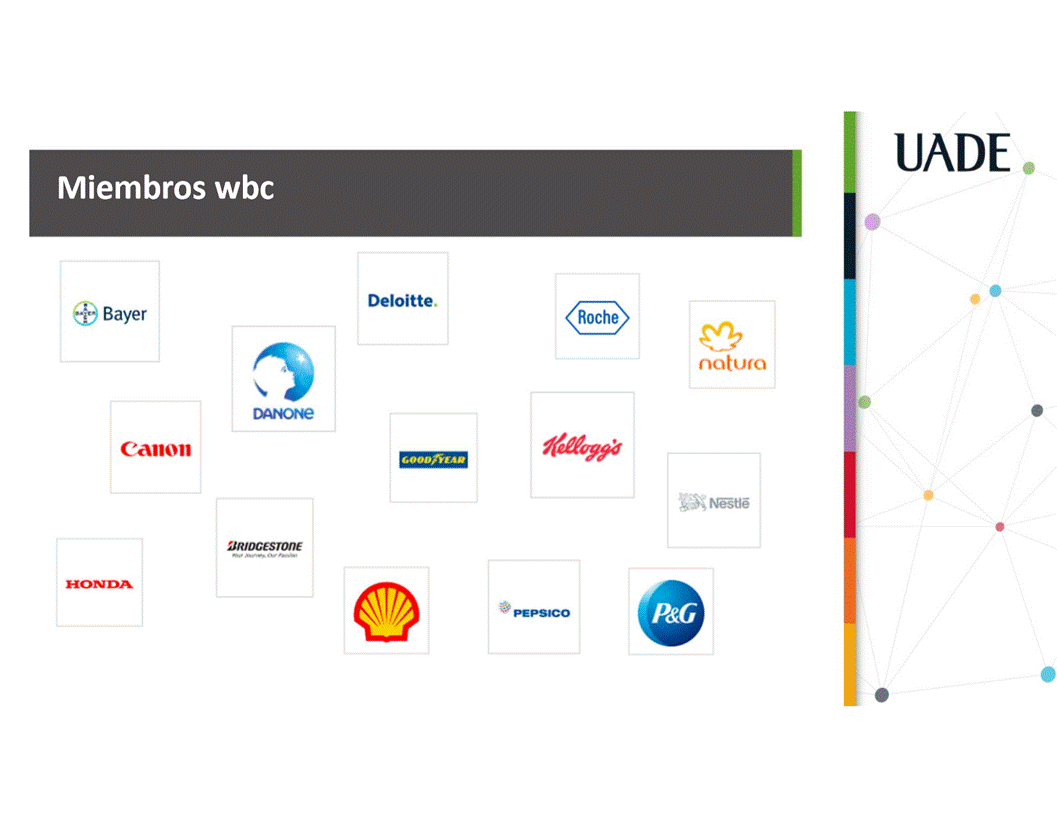 UADE
Miembros wbc
BAYER Bayer
Deloitte.
Roche
natura
DANONE
Canon
GOODYEAR
Kellogg's
Nestlé
BRIDGESTONE
Your Journey, Our Passion
HONDA
PEPSICO
P&G